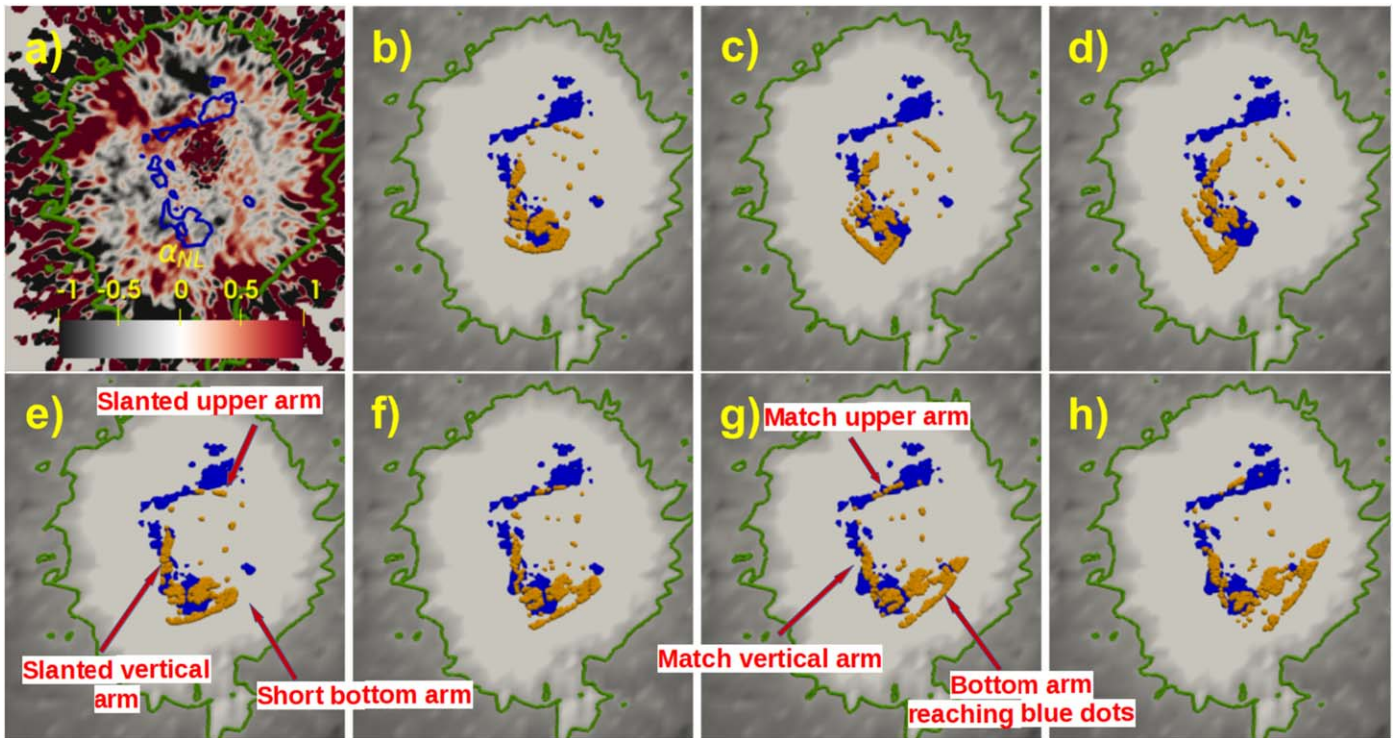 a)
b)
c)
d)
α_NL
-1 -0.5 0 0.5 1
e)
Slanted upper arm
f)
g)
Match upper arm
h)
Slanted vertical
arm
Short bottom arm
Match vertical arm
Bottom arm
reaching blue dots